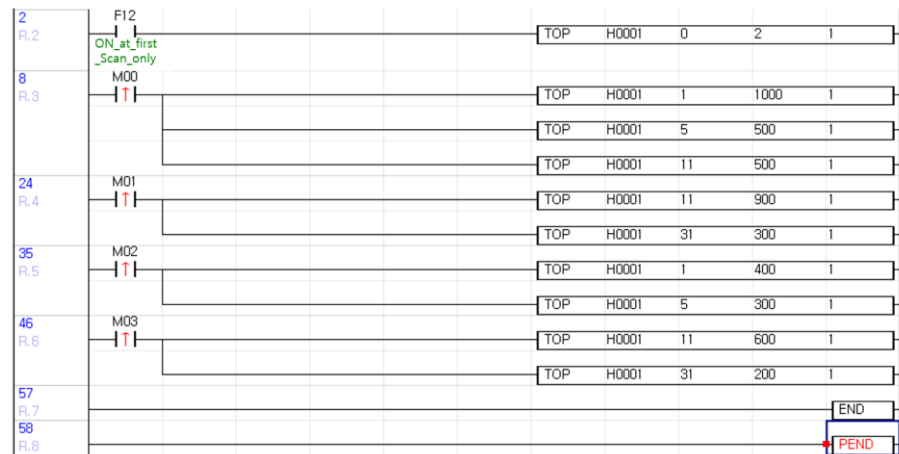 2 F12
R.2 TOP H0001 0 2 1
ON_at_first
_Scan_only
8 M00
R.3 TOP H0001 1 1000 1
TOP H0001 5 500 1
TOP H0001 11 500 1
24 M01
R.4 TOP H0001 11 900 1
TOP H0001 31 300 1
35 M02
R.5 TOP H0001 1 400 1
TOP H0001 5 300 1
46 M03
R.6 TOP H0001 11 600 1
TOP H0001 31 200 1
57
R.7 END
58
R.8 PEND